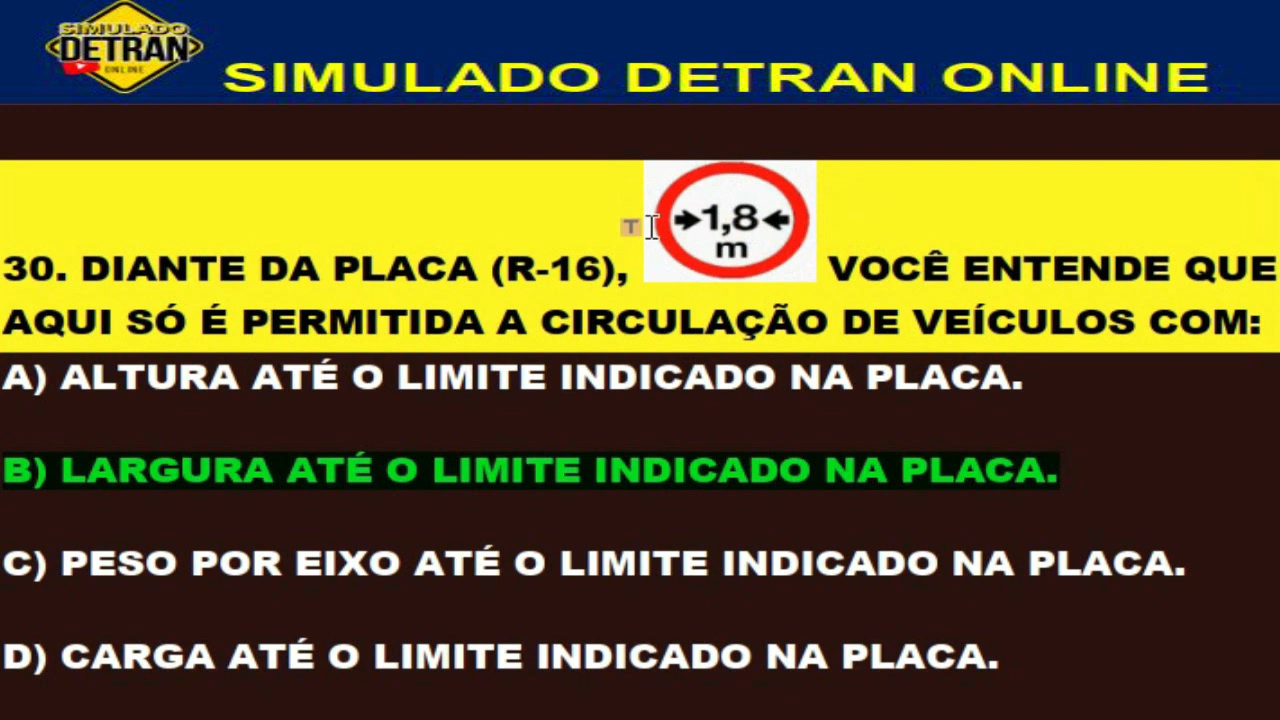 SIMULADO
DETRAN
ONLINE
SIMULADO DETRAN ONLINE
T
1,8
m
30. DIANTE DA PLACA (R-16), VOCÊ ENTENDE QUE
AQUI SÓ É PERMITIDA A CIRCULAÇÃO DE VEÍCULOS COM:
A) ALTURA ATÉ O LIMITE INDICADO NA PLACA.
B) LARGURA ATÉ O LIMITE INDICADO NA PLACA.
C) PESO POR EIXO ATÉ O LIMITE INDICADO NA PLACA.
D) CARGA ATÉ O LIMITE INDICADO NA PLACA.